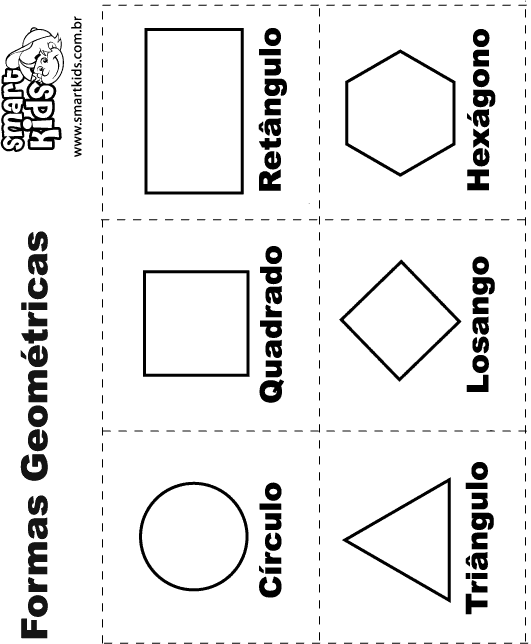 Formas Geométricas
smart
kids
www.smartkids.com.br
Círculo
Quadrado
Retângulo
Triângulo
Losango
Hexágono